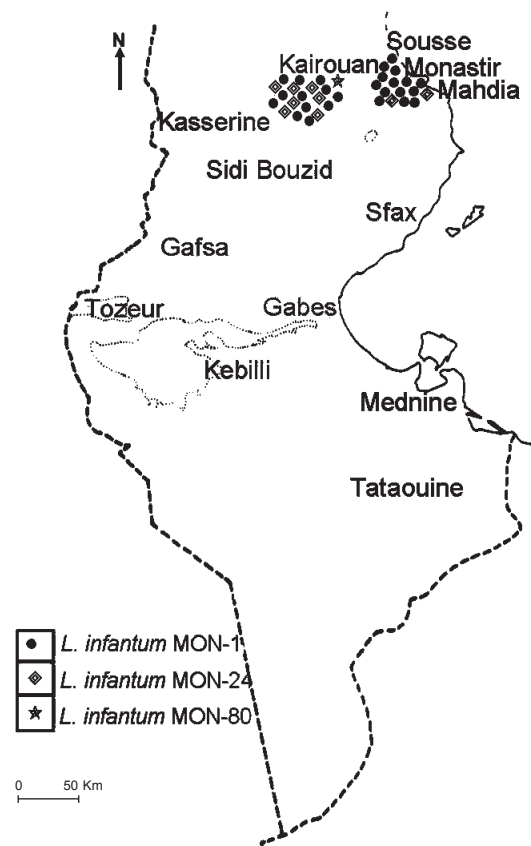 N
Sousse
Kairouan
Monastir
Mahdia
Kasserine
Sidi Bouzid
Sfax
Gafsa
Tozeur
Gabes
Kebilli
Mednine
Tataouine
L. infantum MON-1
L. infantum MON-24
L. infantum MON-80
0 50 Km